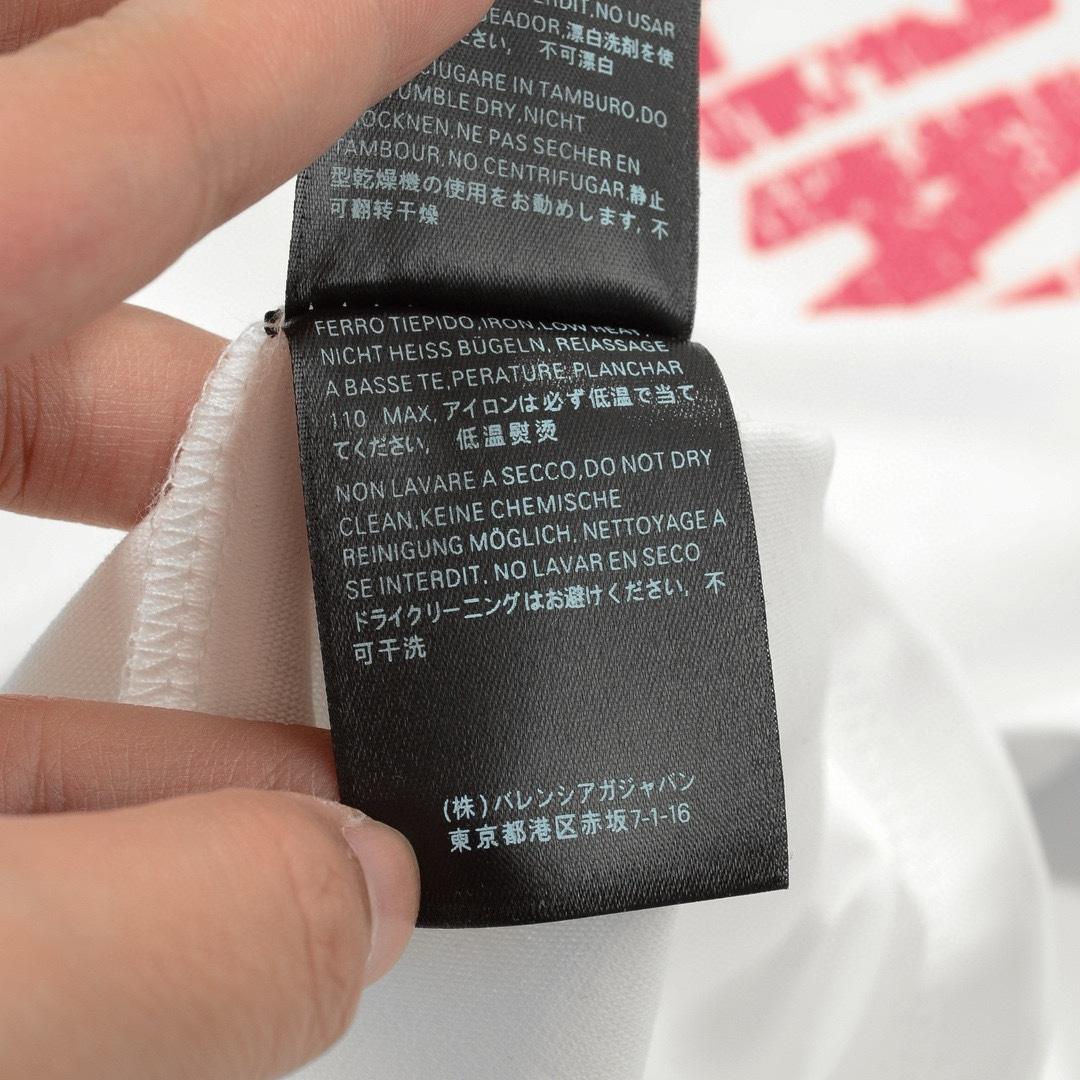 ERDIT, NO USAR
EADOR, 漂白洗剤を使
ださい, 不可漂白
CIUGARE IN TAMBURO, DO
UMBLE DRY, NICHT
OCKNEN, NE PAS SECHER EN
TAMBOUR, NO CENTRIFUGAR, 静止
型乾燥機の使用をお勧めします, 不
可翻转干燥
FERRO TIEPIDO, IRON, LOW HEAT,
NICHT HEISS BÜGELN, REIASSAGE
A BASSE TE,PERATURE PLANCHAR
110 MAX, アイロンは必ず低温で当て
てください, 低温熨烫
NON LAVARE A SECCO, DO NOT DRY
CLEAN, KEINE CHEMISCHE
REINIGUNG MÖGLICH, NETTOYAGE A
SE INTERDIT, NO LAVAR EN SECO
ドライクリーニングはお避けください, 不
可干洗
(株)バレンシアガジャパン
東京都港区赤坂7-1-16